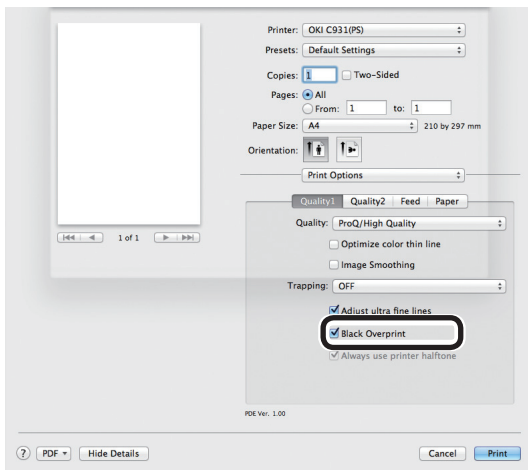 Printer: OKI C931(PS)
Presets: Default Settings
Copies: 1 Two-Sided
Pages: All
From: 1 to: 1
Paper Size: A4 210 by 297 mm
Orientation:
Print Options
Quality1 Quality2 Feed Paper
Quality: ProQ/High Quality
1 of 1
Optimize color thin line
Image Smoothing
Trapping: OFF
Adjust ultra fine lines
Black Overprint
Always use printer halftone
PDE Ver. 1.00
? PDF Hide Details Cancel Print